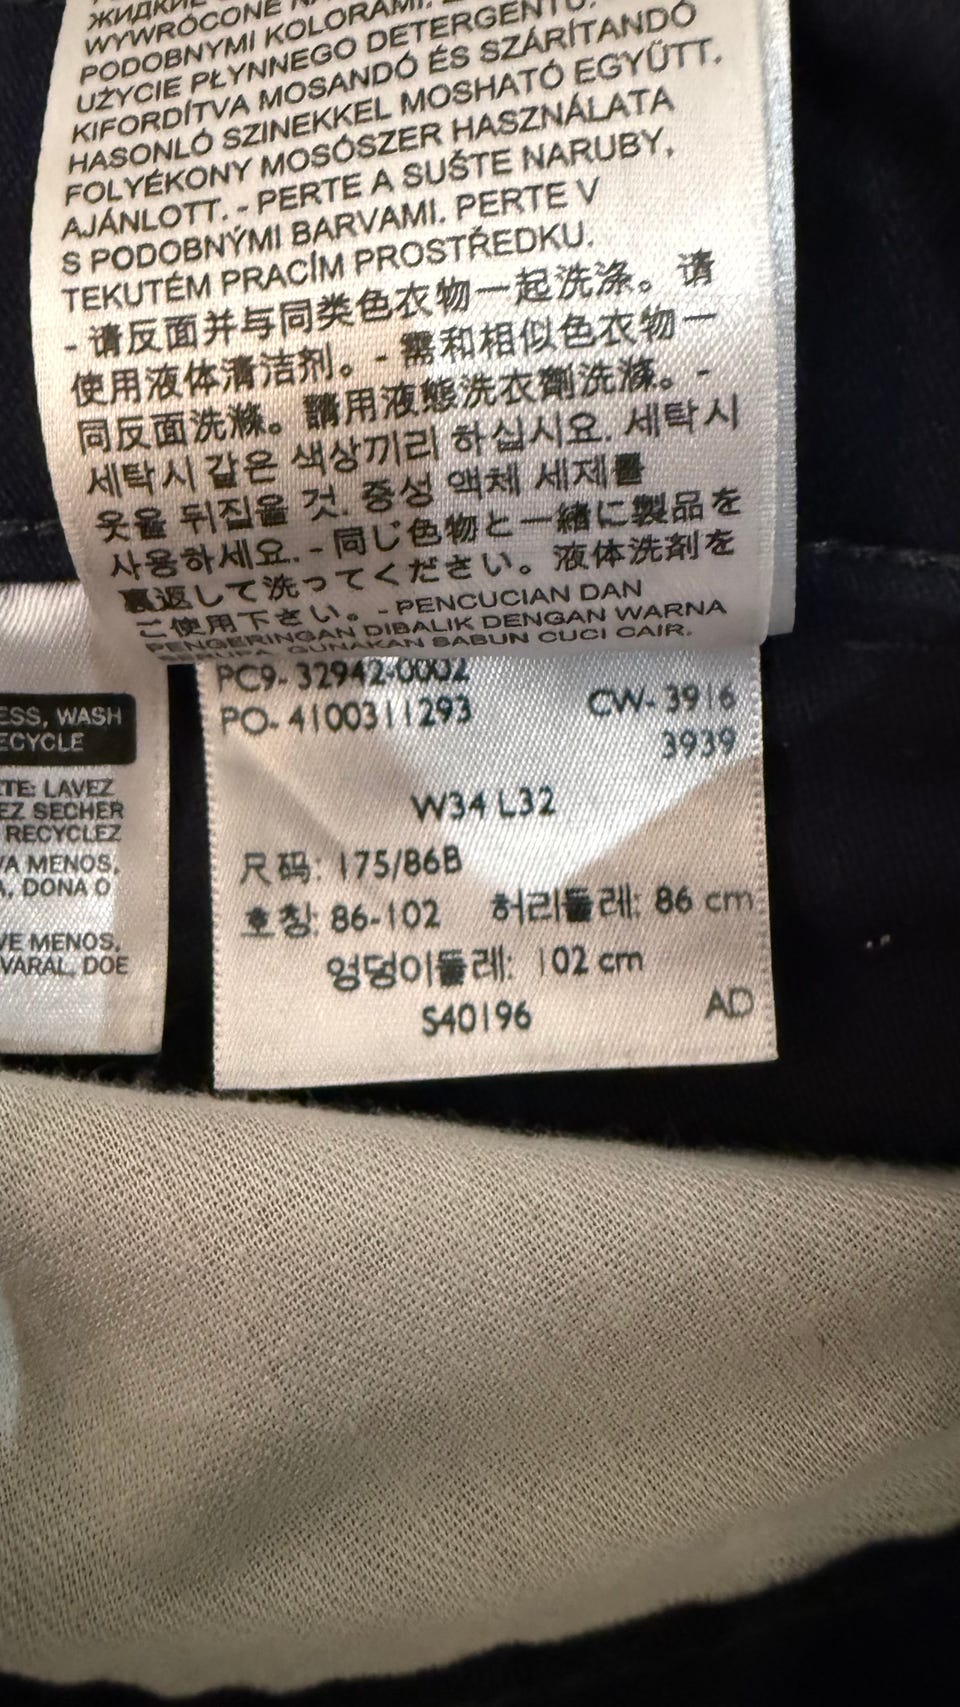 ЖИДКИЕ
WYWRÓCONE
PODOBNYMI KOLORAMI.
UŻYCIE PŁYNNEGO DETERGENTU.
KIFORDÍTVA MOSANDÓ ÉS SZÁRÍTANDÓ
HASONLÓ SZINEKKEL MOSHATÓ EGYÜTT.
FOLYÉKONY MOSÓSZER HASZNÁLATA
AJÁNLOTT. - PERTE A SUŠTE NARUBY,
S PODOBNÝMI BARVAMI. PERTE V
TEKUTÉM PRACÍM PROSTŘEDKU.
- 请反面并与同类色衣物一起洗涤。请
使用液体清洁剂。- 需和相似色衣物一
同反面洗滌。請用液態洗衣劑洗滌。-
세탁시 같은 색상끼리 하십시요. 세탁시
옷을 뒤집을 것. 중성 액체 세제를
사용하세요. - 同じ色物と一緒に製品を
裏返して洗ってください。液体洗剤を
ご使用下さい。- PENCUCIAN DAN
PENGERINGAN DIBALIK DENGAN WARNA
SERUPA. GUNAKAN SABUN CUCI CAIR.
ESS, WASH
ECYCLE
TE: LAVEZ
EZ SECHER
RECYCLEZ
VA MENOS,
A, DONA O
VE MENOS,
VARAL, DOE
PC9- 32942-0002
PO- 4100311293 CW- 3916
3939
W34 L32
尺码: 175/86B
호칭: 86-102 허리둘레: 86 cm
엉덩이둘레: 102 cm
S40196 AD